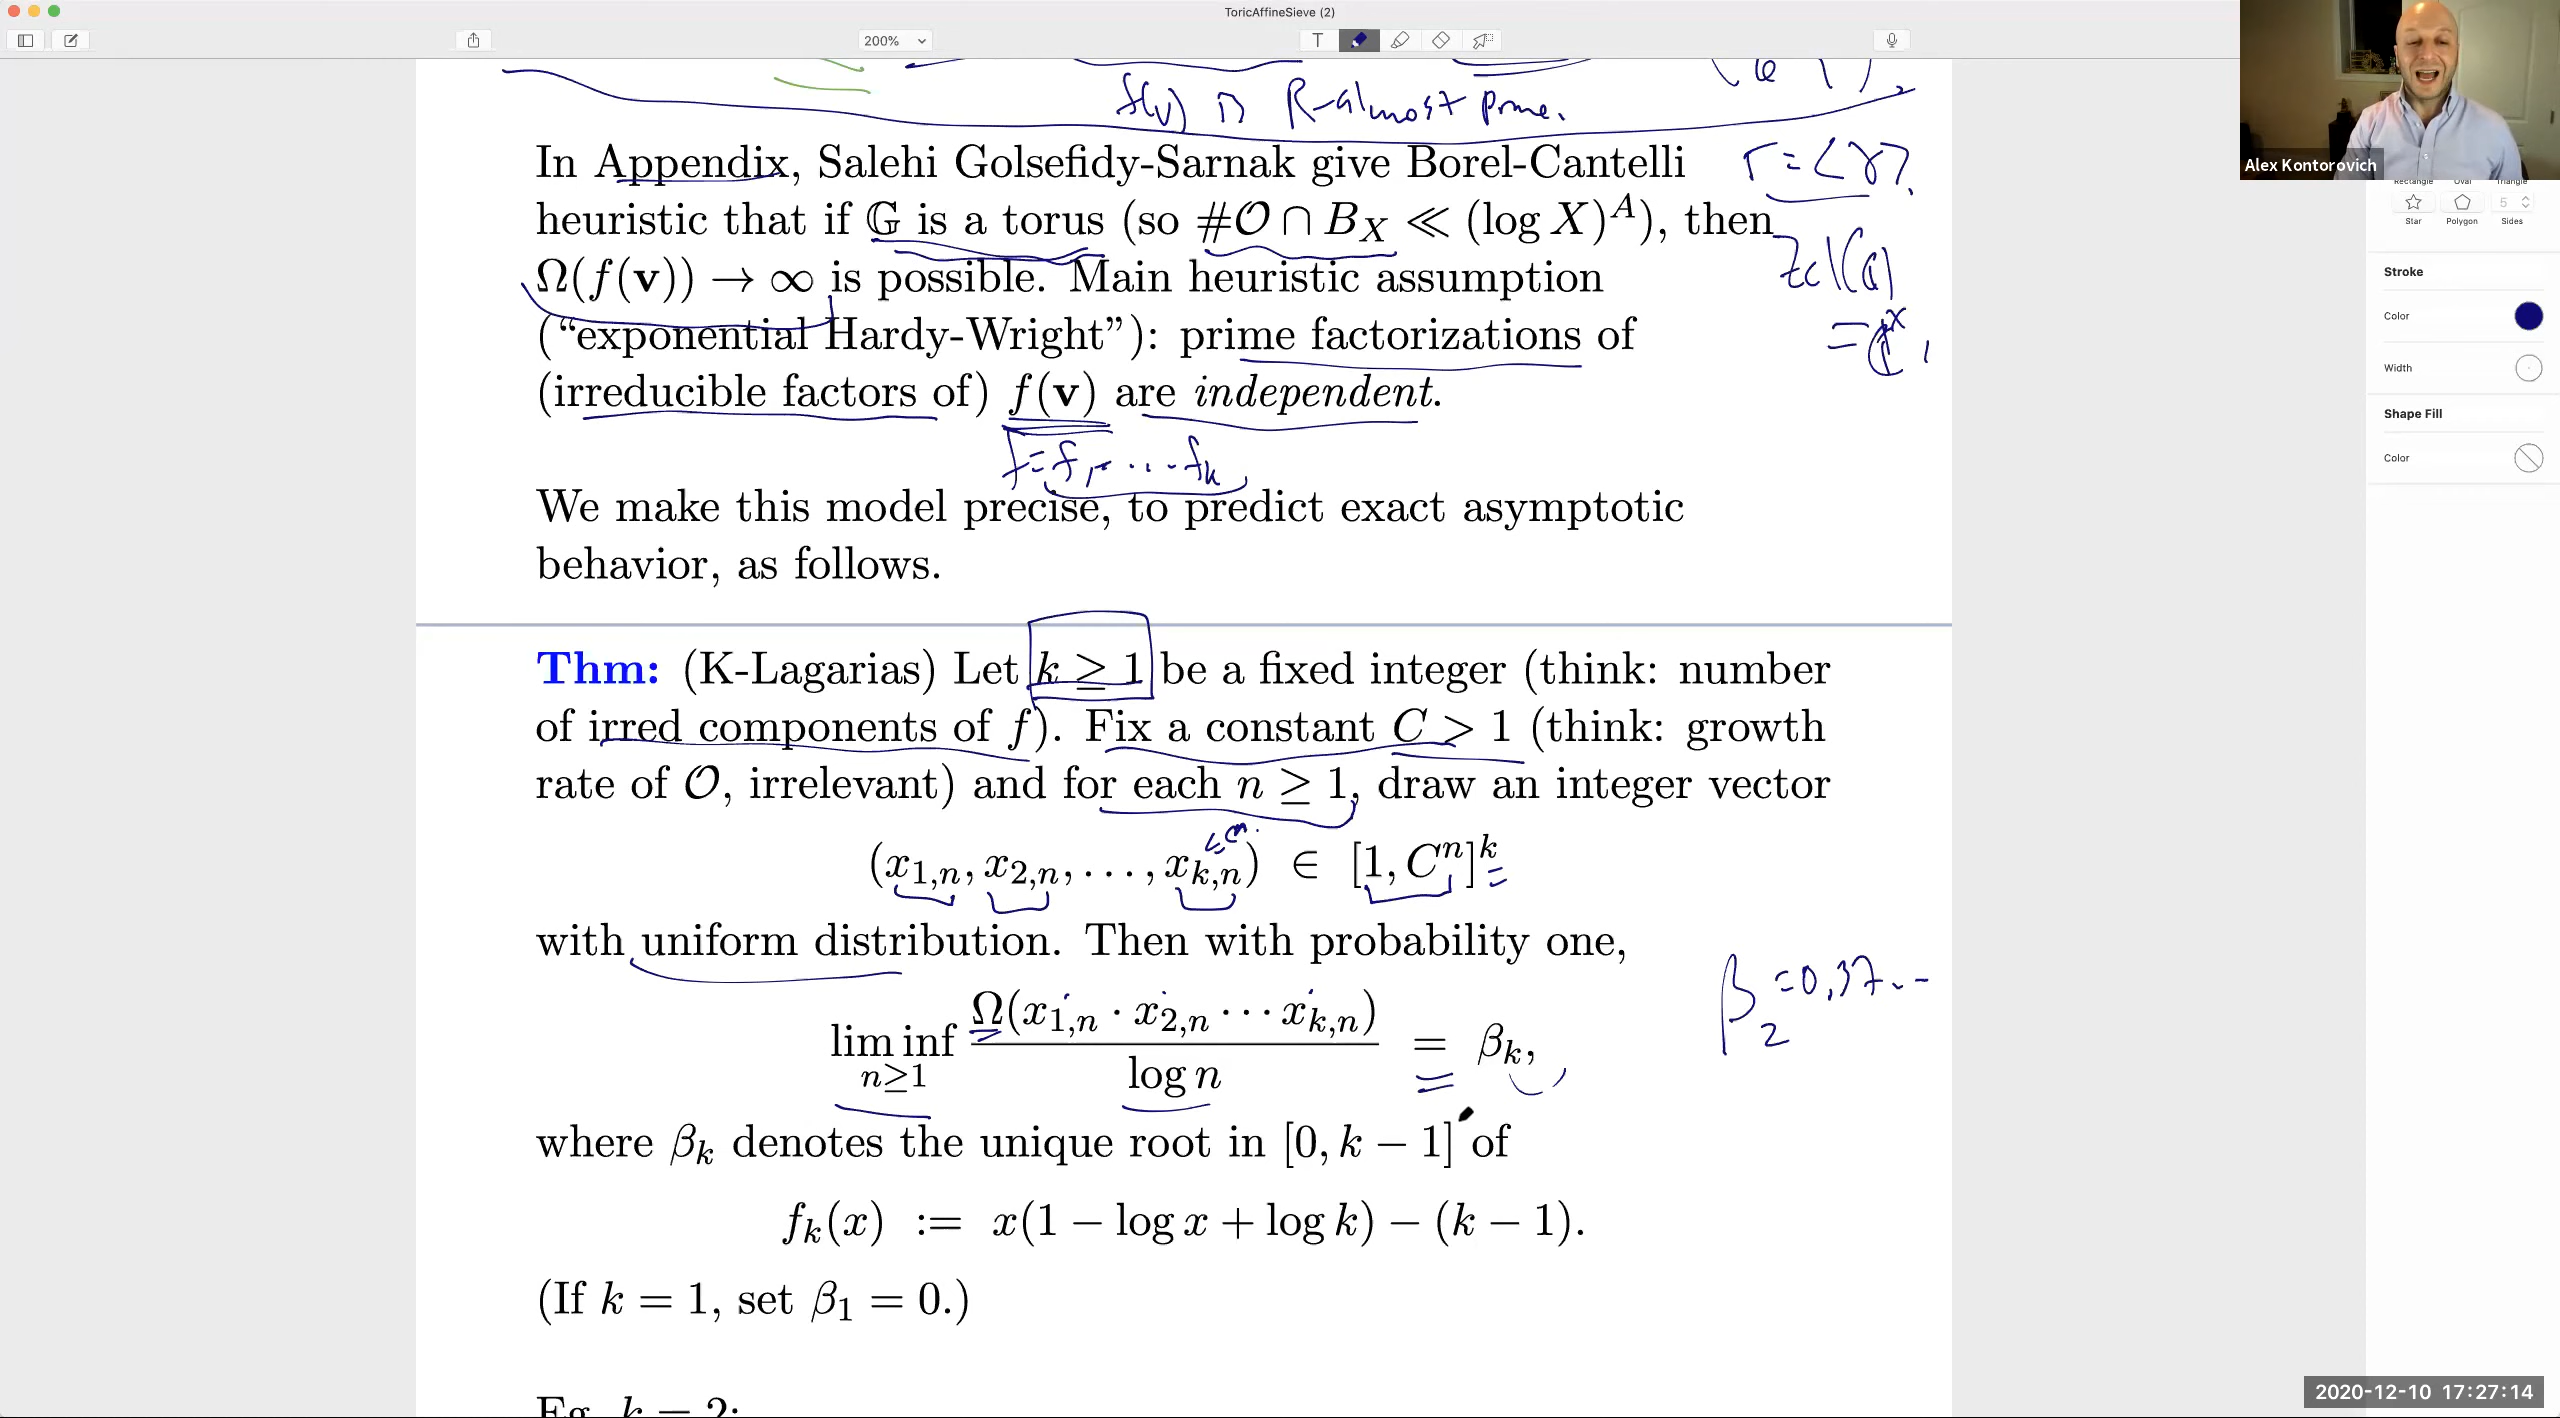 ToricAffineSieve (2)
200%
T
Alex Kontorovich
Rectangle Oval Triangle
Star Polygon 5 Sides
Stroke
Color
Width
Shape Fill
Color
f(v) is R-almost prime.
In Appendix, Salehi Golsefidy-Sarnak give Borel-Cantelli
Γ = <γ>.
heuristic that if 𝔾 is a torus (so #𝒪 ∩ B_X ≪ (log X)^A), then
Zcl(G)
Ω(f(𝐯)) → ∞ is possible. Main heuristic assumption
(“exponential Hardy-Wright”): prime factorizations of
= ℂ^×,
(irreducible factors of) f(𝐯) are independent.
f = f_1 . ... f_k
We make this model precise, to predict exact asymptotic
behavior, as follows.
Thm: (K-Lagarias) Let k ≥ 1 be a fixed integer (think: number
of irred components of f). Fix a constant C > 1 (think: growth
rate of 𝒪, irrelevant) and for each n ≥ 1, draw an integer vector
≤ C^n.
(x_{1,n}, x_{2,n}, . . . , x_{k,n}) ∈ [1, C^n]^k
with uniform distribution. Then with probability one,
β_2 = 0.37...
lim inf_{n≥1} Ω(x_{1,n} · x_{2,n} · · · x_{k,n}) / log n = β_k,
where β_k denotes the unique root in [0, k − 1] of
f_k(x) := x(1 − log x + log k) − (k − 1).
(If k = 1, set β_1 = 0.)
Eg. k = 2:
2020-12-10 17:27:14